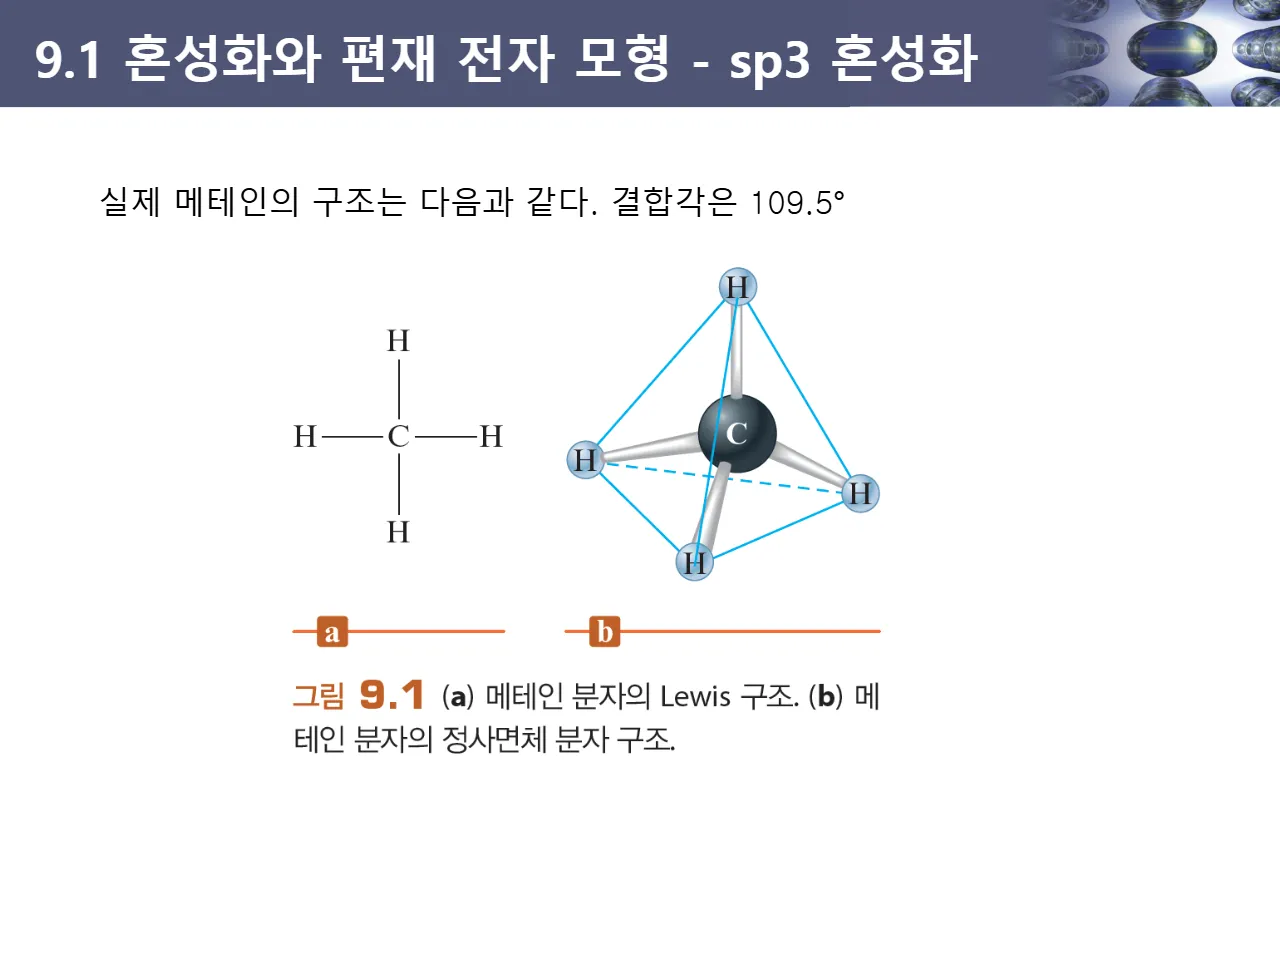 9.1 혼성화와 편재 전자 모형 - sp3 혼성화
실제 메테인의 구조는 다음과 같다. 결합각은 109.5°
H
H C H
H
H
C
H
H
H
a
b
그림 9.1 (a) 메테인 분자의 Lewis 구조. (b) 메
테인 분자의 정사면체 분자 구조.